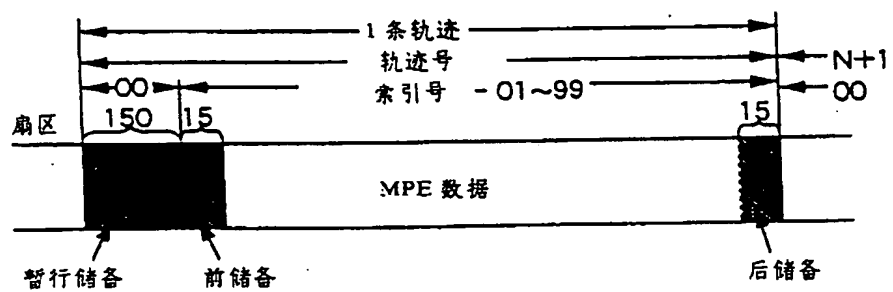 1条轨迹
轨迹号 N+1
00 索引号 -01~99 00
扇区 150 15 15
MPE 数据
暂行储备 前储备 后储备